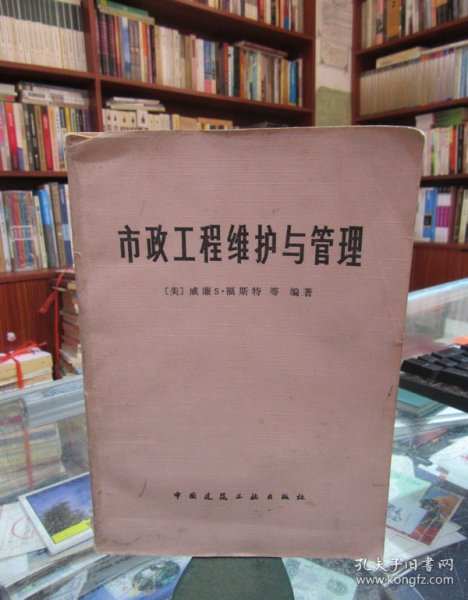 市政工程维护与管理
〔美〕威廉S·福斯特 等 编著
中国建筑工业出版社
孔夫子旧书网
www.kongfz.com